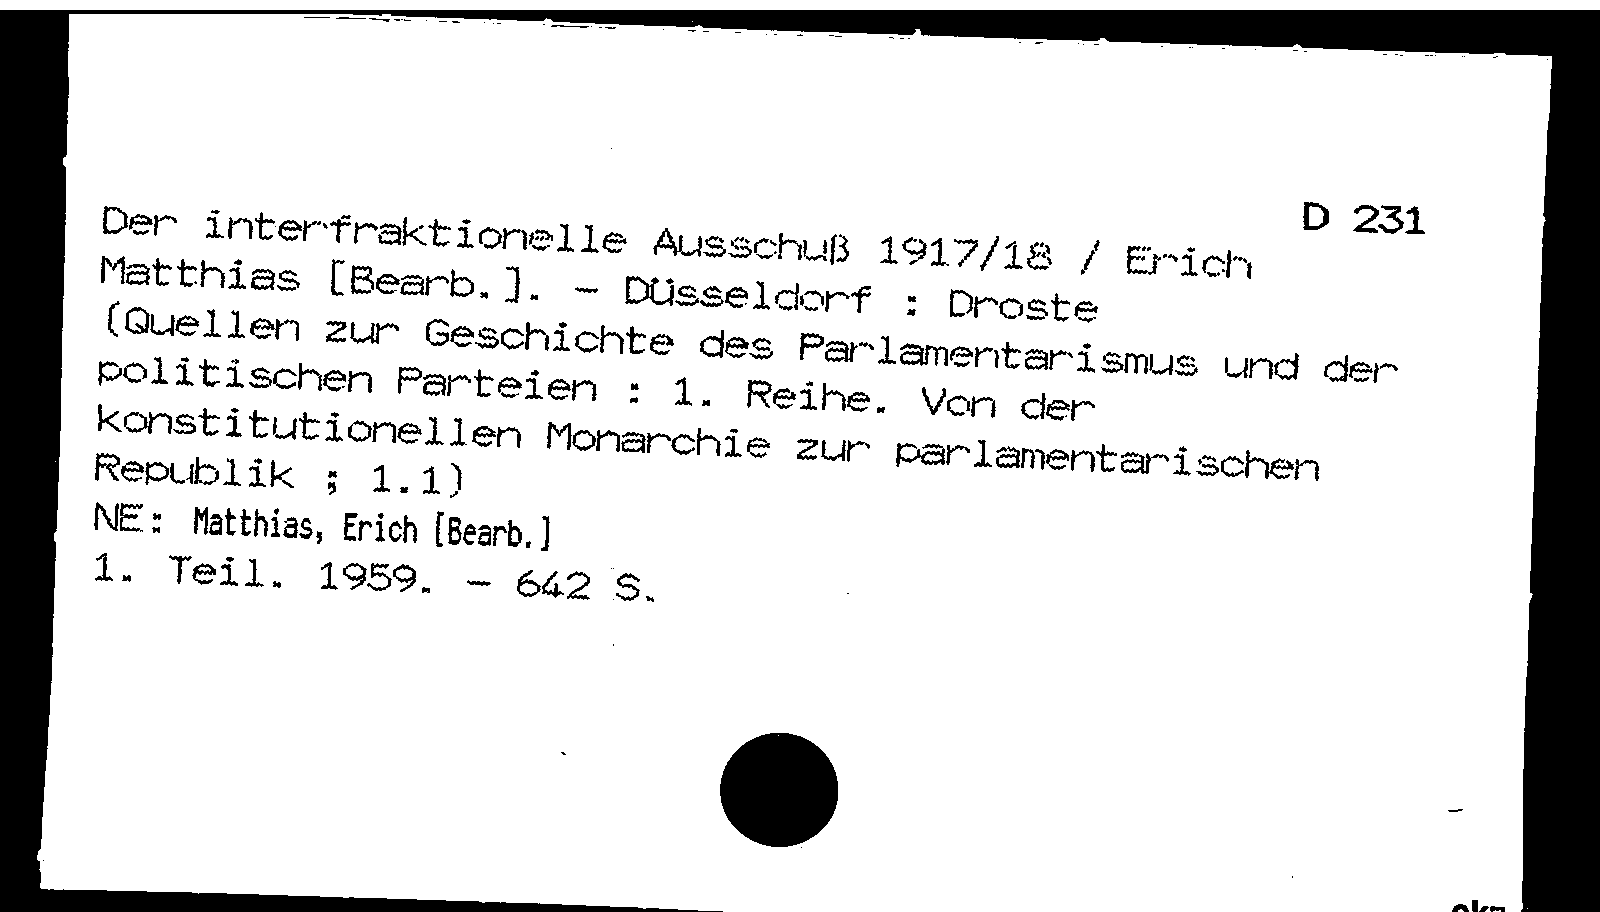 D 231
Der interfraktionelle Ausschuß 1917/18 / Erich
Matthias [Bearb.]. - Düsseldorf : Droste
(Quellen zur Geschichte des Parlamentarismus und der
politischen Parteien : 1. Reihe. Von der
konstitutionellen Monarchie zur parlamentarischen
Republik ; 1.1)
NE: Matthias, Erich [Bearb.]
1. Teil. 1959. - 642 S.